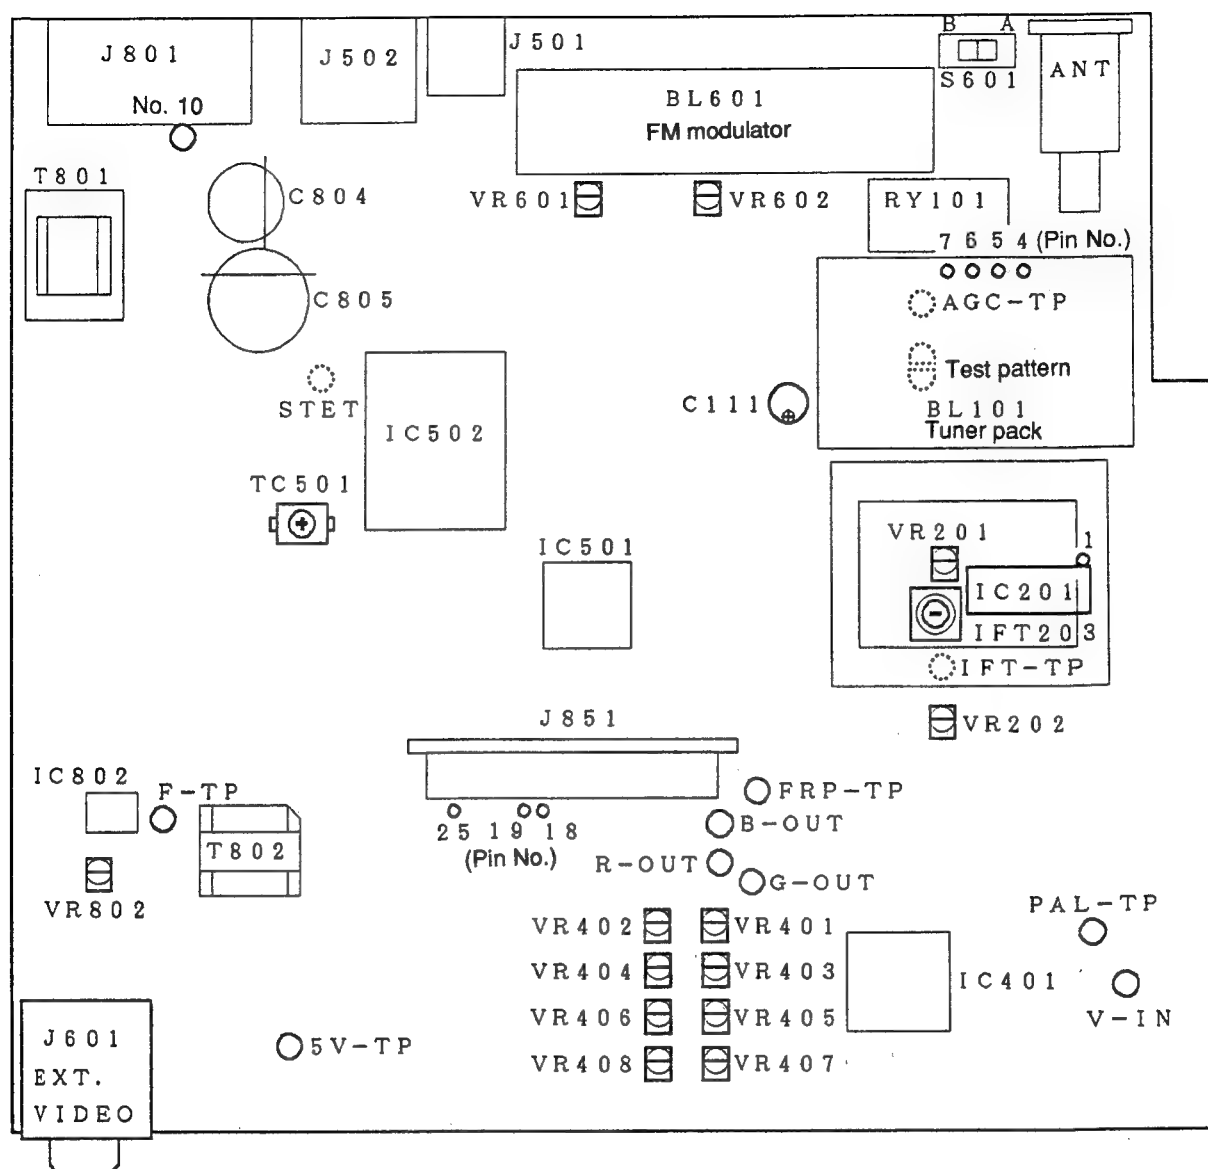 B A
J801
J502
J501
S601
ANT
No. 10
BL601
FM modulator
T801
C804
VR601
VR602
RY101
7 6 5 4 (Pin No.)
C805
AGC-TP
STET
Test pattern
C111
BL101
Tuner pack
IC502
TC501
VR201
1
IC501
IC201
IFT203
IFT-TP
J851
VR202
IC802
F-TP
FRP-TP
25 19 18
(Pin No.)
B-OUT
T802
R-OUT
G-OUT
VR802
PAL-TP
VR402
VR401
VR404
VR403
IC401
VR406
VR405
V-IN
J601
EXT.
VIDEO
5V-TP
VR408
VR407